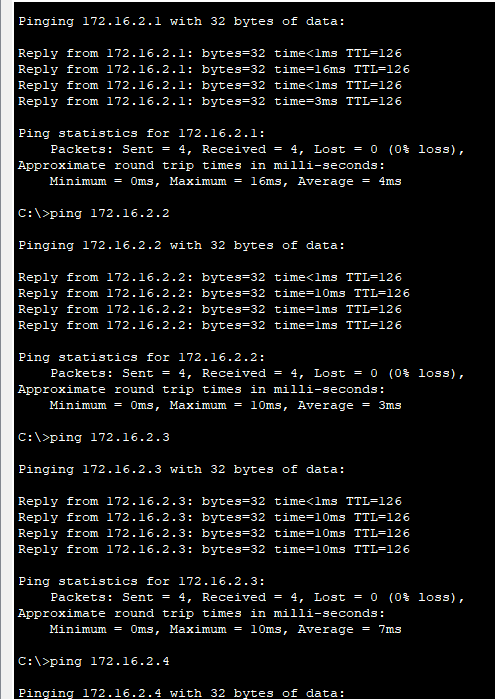 Pinging 172.16.2.1 with 32 bytes of data:
Reply from 172.16.2.1: bytes=32 time<1ms TTL=126
Reply from 172.16.2.1: bytes=32 time=16ms TTL=126
Reply from 172.16.2.1: bytes=32 time<1ms TTL=126
Reply from 172.16.2.1: bytes=32 time=3ms TTL=126
Ping statistics for 172.16.2.1:
    Packets: Sent = 4, Received = 4, Lost = 0 (0% loss),
Approximate round trip times in milli-seconds:
    Minimum = 0ms, Maximum = 16ms, Average = 4ms
C:\>ping 172.16.2.2
Pinging 172.16.2.2 with 32 bytes of data:
Reply from 172.16.2.2: bytes=32 time<1ms TTL=126
Reply from 172.16.2.2: bytes=32 time=10ms TTL=126
Reply from 172.16.2.2: bytes=32 time=1ms TTL=126
Reply from 172.16.2.2: bytes=32 time=1ms TTL=126
Ping statistics for 172.16.2.2:
    Packets: Sent = 4, Received = 4, Lost = 0 (0% loss),
Approximate round trip times in milli-seconds:
    Minimum = 0ms, Maximum = 10ms, Average = 3ms
C:\>ping 172.16.2.3
Pinging 172.16.2.3 with 32 bytes of data:
Reply from 172.16.2.3: bytes=32 time<1ms TTL=126
Reply from 172.16.2.3: bytes=32 time=10ms TTL=126
Reply from 172.16.2.3: bytes=32 time=10ms TTL=126
Reply from 172.16.2.3: bytes=32 time=10ms TTL=126
Ping statistics for 172.16.2.3:
    Packets: Sent = 4, Received = 4, Lost = 0 (0% loss),
Approximate round trip times in milli-seconds:
    Minimum = 0ms, Maximum = 10ms, Average = 7ms
C:\>ping 172.16.2.4
Pinging 172.16.2.4 with 32 bytes of data: